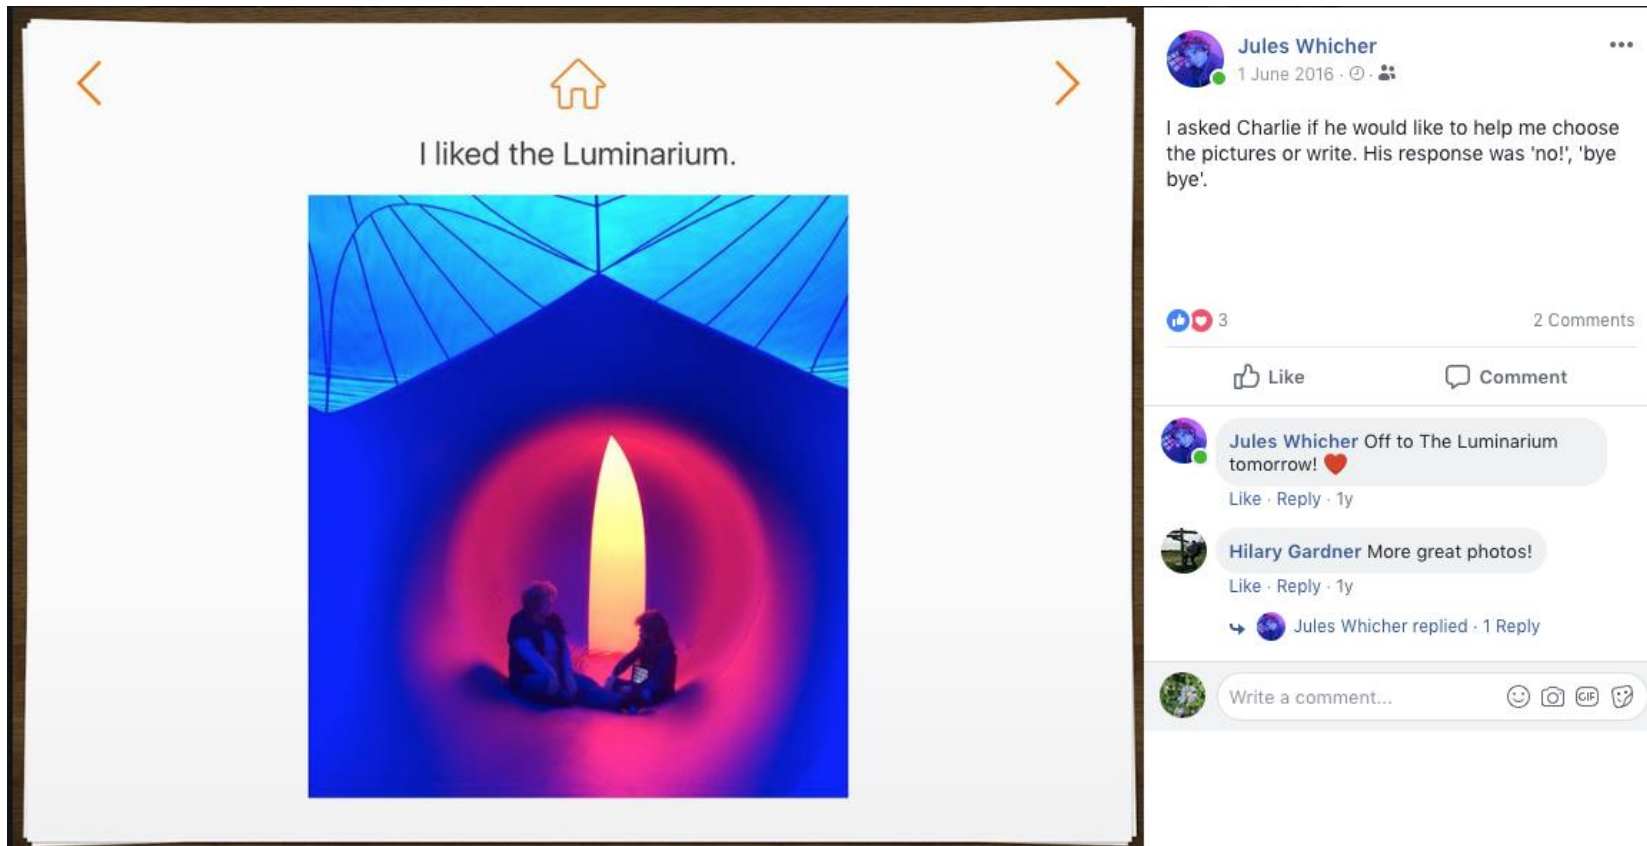 I liked the Luminarium.
Jules Whicher
1 June 2016
I asked Charlie if he would like to help me choose
the pictures or write. His response was 'no!', 'bye
bye'.
3
2 Comments
Like
Comment
Jules Whicher Off to The Luminarium
tomorrow! ❤️
Like · Reply · 1y
Hilary Gardner More great photos!
Like · Reply · 1y
Jules Whicher replied · 1 Reply
Write a comment...
GIF